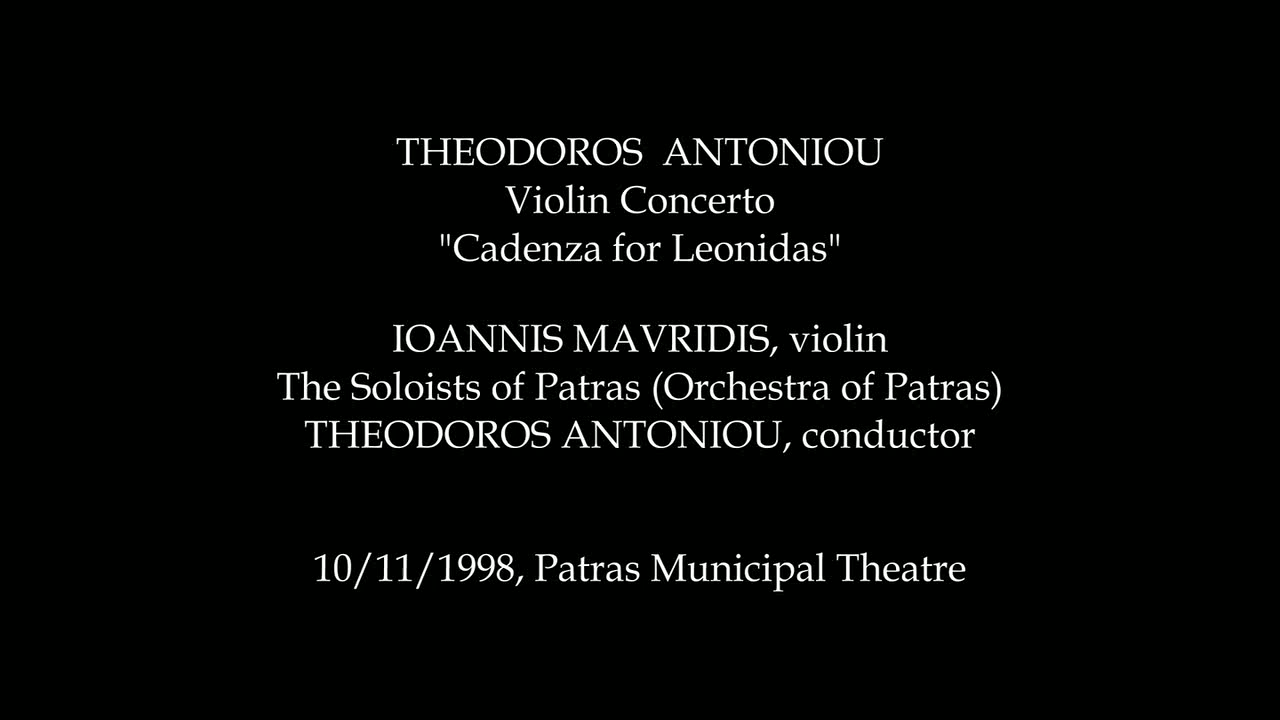 THEODOROS  ANTONIOU
Violin Concerto
"Cadenza for Leonidas"
IOANNIS MAVRIDIS, violin
The Soloists of Patras (Orchestra of Patras)
THEODOROS ANTONIOU, conductor
10/11/1998, Patras Municipal Theatre